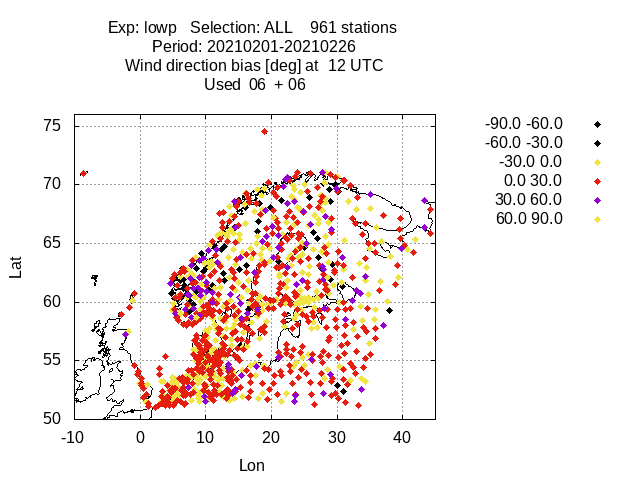 Exp: lowp   Selection: ALL    961 stations
Period: 20210201-20210226
Wind direction bias [deg] at  12 UTC
Used  06  + 06
-90.0 -60.0
-60.0 -30.0
-30.0 0.0
0.0 30.0
30.0 60.0
60.0 90.0
75
70
65
60
55
50
Lat
-10 0 10 20 30 40
Lon